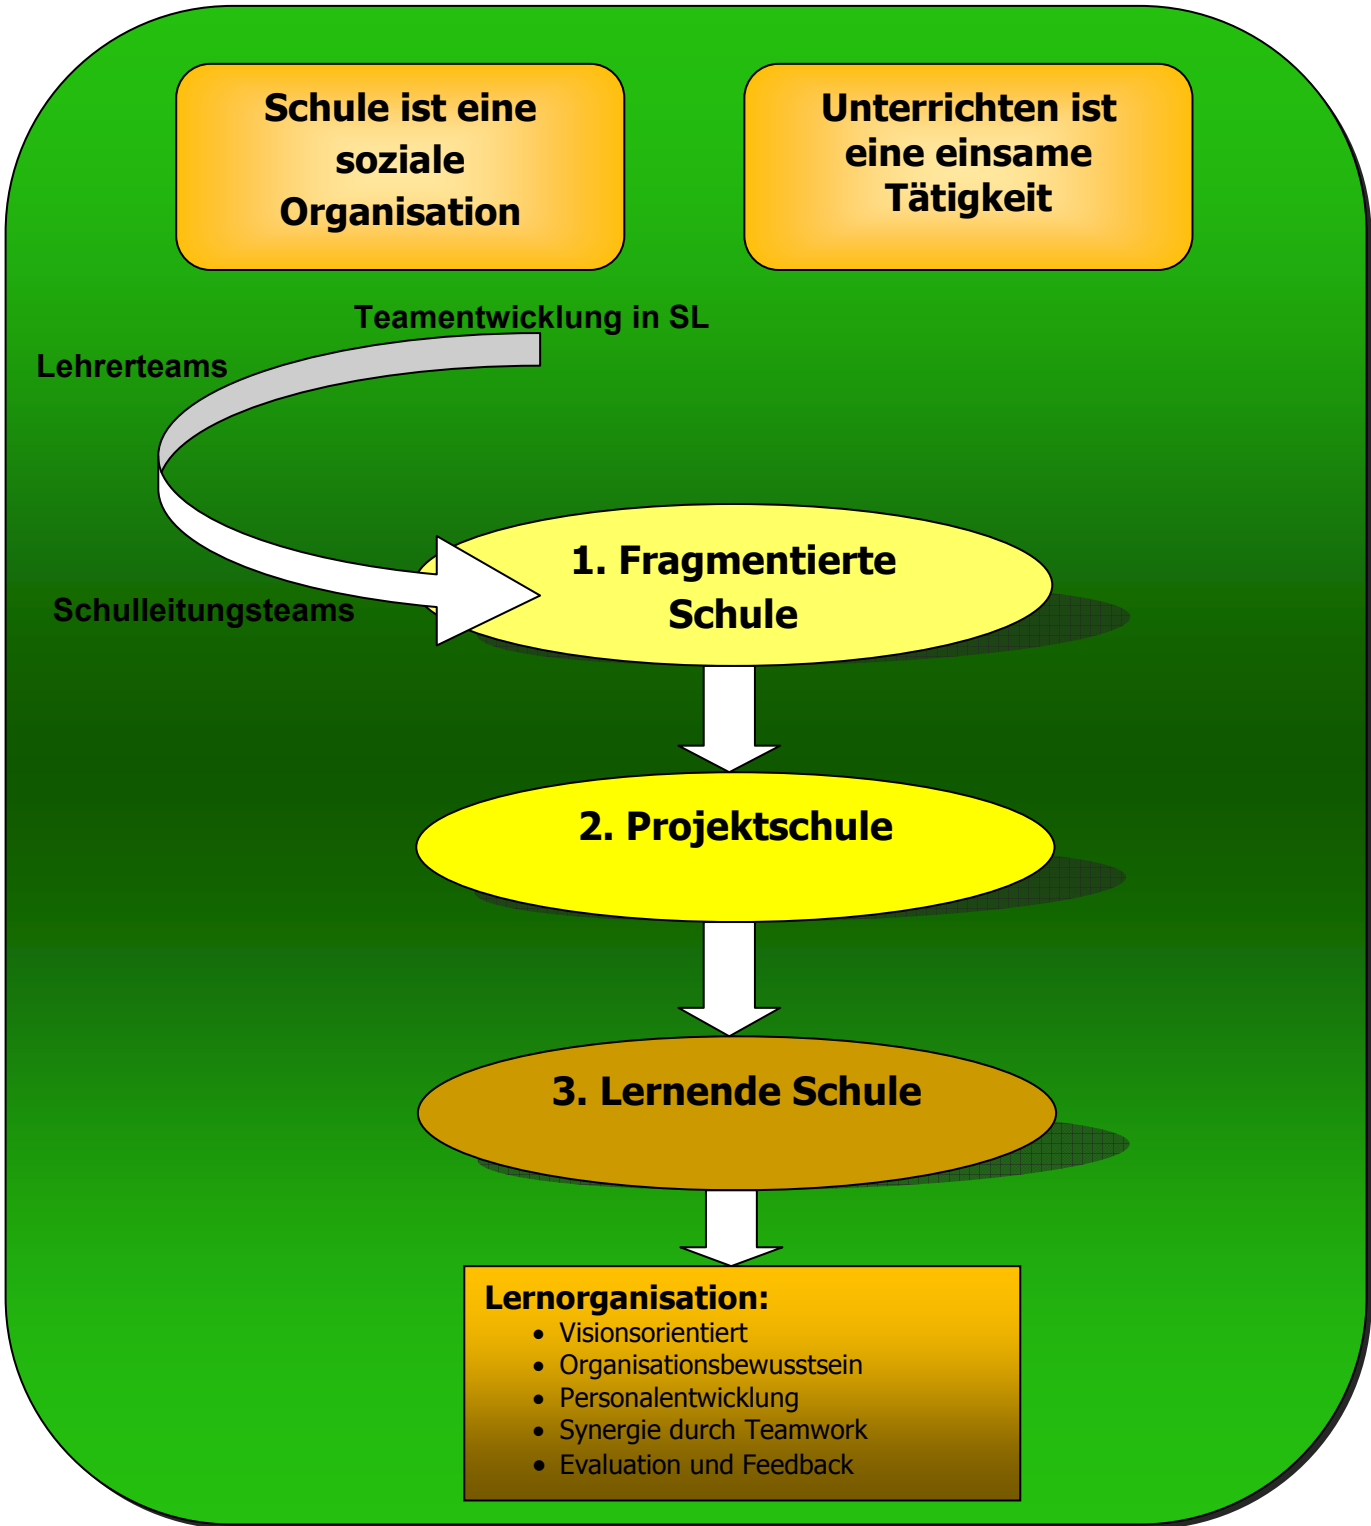 Schule ist eine
soziale
Organisation
Unterrichten ist
eine einsame
Tätigkeit
Teamentwicklung in SL
Lehrerteams
Schulleitungsteams
1. Fragmentierte
Schule
2. Projektschule
3. Lernende Schule
Lernorganisation:
• Visionsorientiert
• Organisationsbewusstsein
• Personalentwicklung
• Synergie durch Teamwork
• Evaluation und Feedback